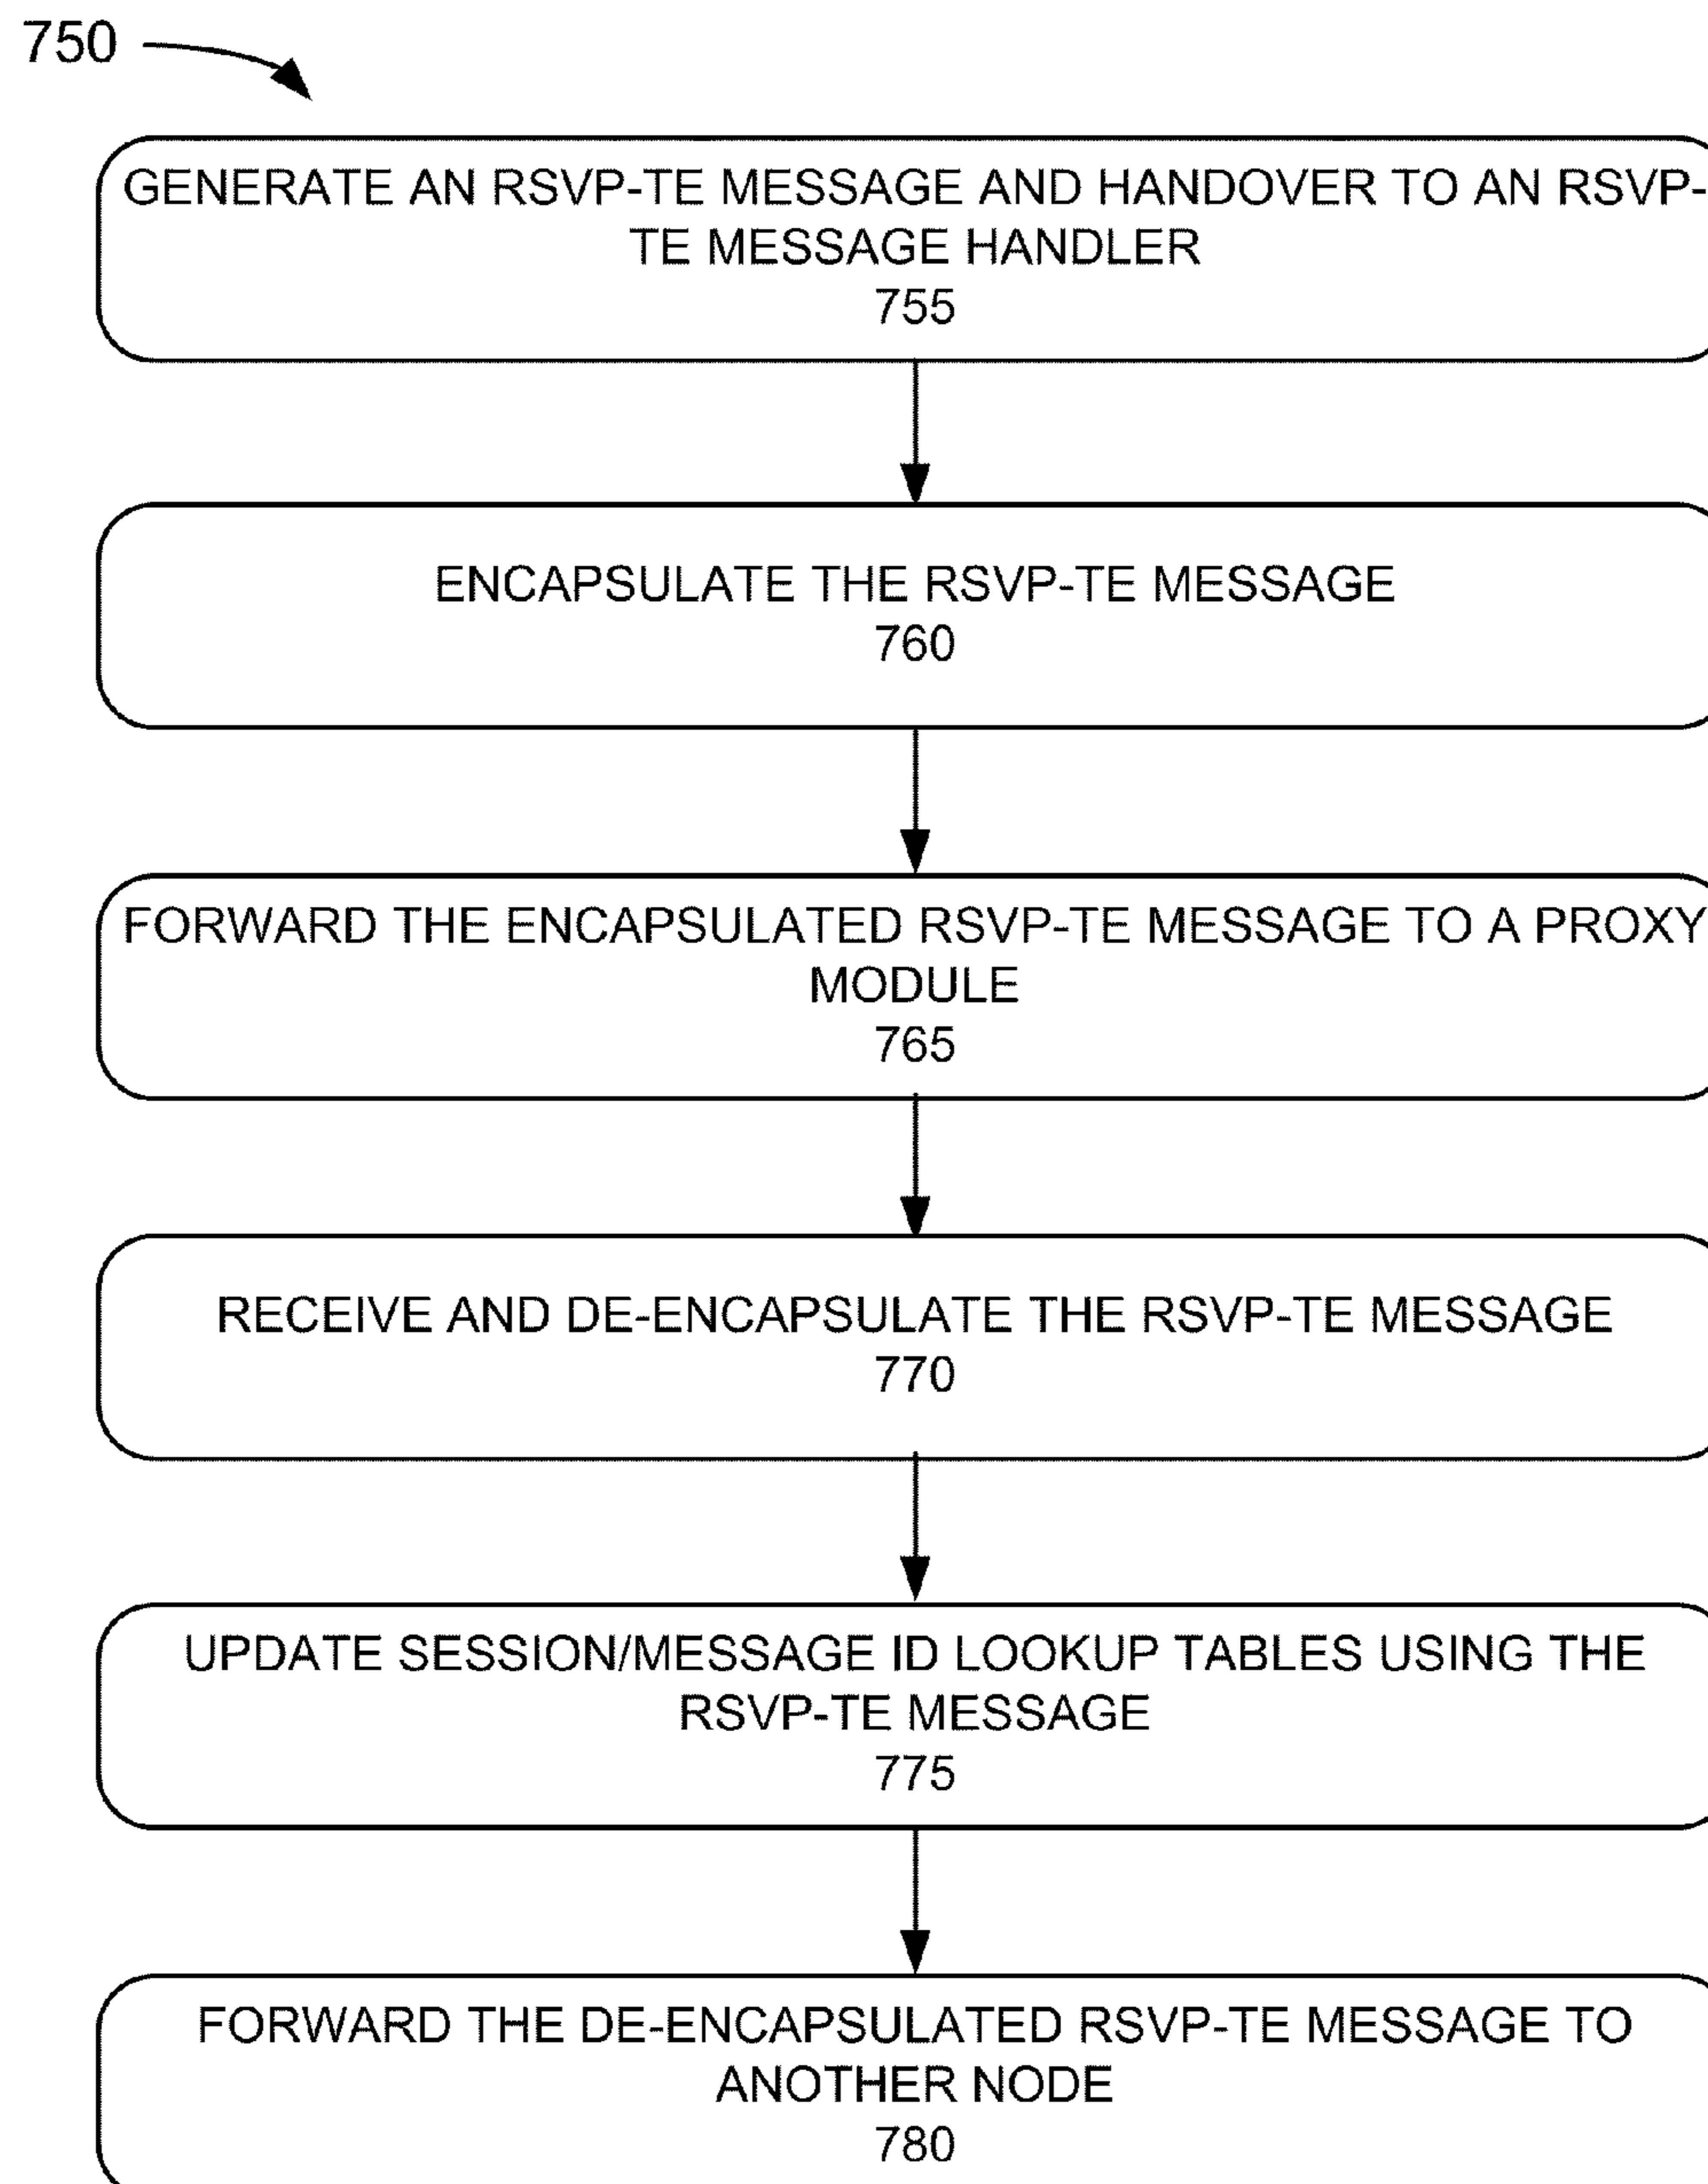 750
GENERATE AN RSVP-TE MESSAGE AND HANDOVER TO AN RSVP-
TE MESSAGE HANDLER
755
ENCAPSULATE THE RSVP-TE MESSAGE
760
FORWARD THE ENCAPSULATED RSVP-TE MESSAGE TO A PROXY
MODULE
765
RECEIVE AND DE-ENCAPSULATE THE RSVP-TE MESSAGE
770
UPDATE SESSION/MESSAGE ID LOOKUP TABLES USING THE
RSVP-TE MESSAGE
775
FORWARD THE DE-ENCAPSULATED RSVP-TE MESSAGE TO
ANOTHER NODE
780